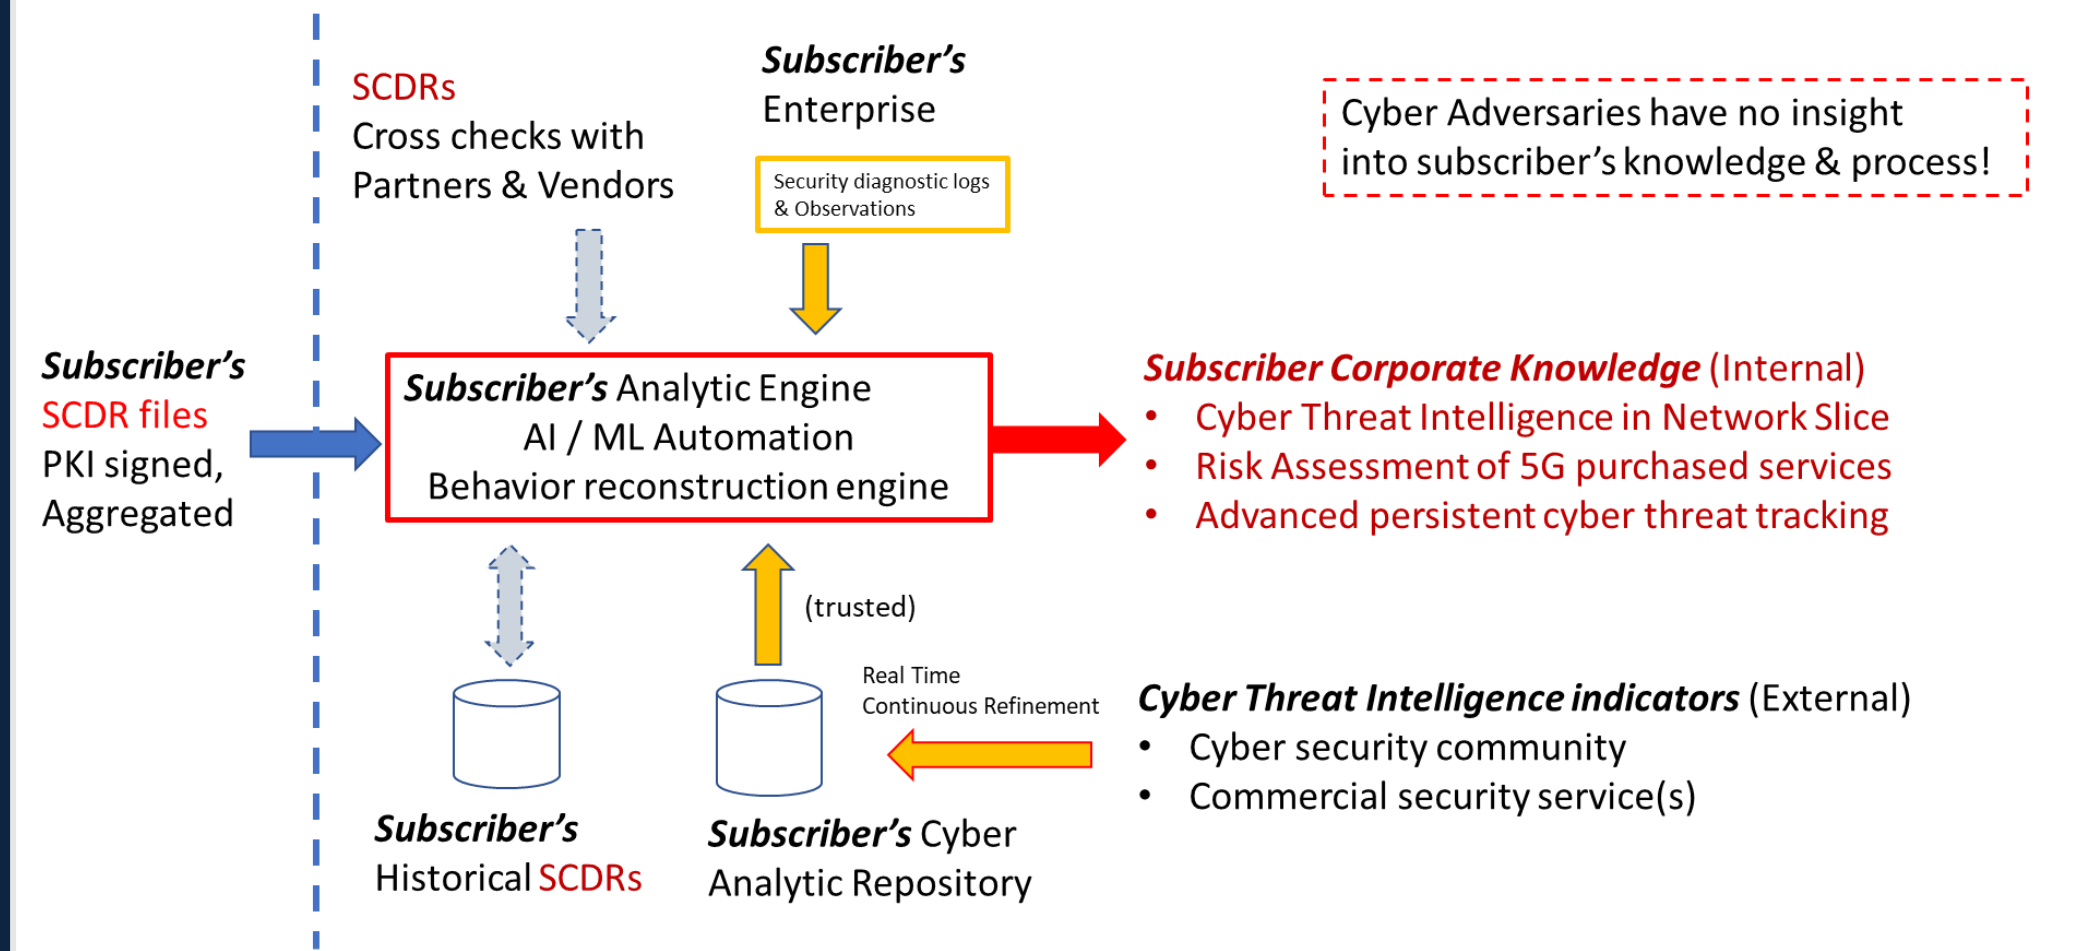 SCDRs
Cross checks with
Partners & Vendors
Subscriber’s
Enterprise
Security diagnostic logs
& Observations
Cyber Adversaries have no insight
into subscriber’s knowledge & process!
Subscriber’s
SCDR files
PKI signed,
Aggregated
Subscriber’s Analytic Engine
AI / ML Automation
Behavior reconstruction engine
Subscriber Corporate Knowledge (Internal)
• Cyber Threat Intelligence in Network Slice
• Risk Assessment of 5G purchased services
• Advanced persistent cyber threat tracking
(trusted)
Real Time
Continuous Refinement
Cyber Threat Intelligence indicators (External)
• Cyber security community
• Commercial security service(s)
Subscriber’s
Historical SCDRs
Subscriber’s Cyber
Analytic Repository